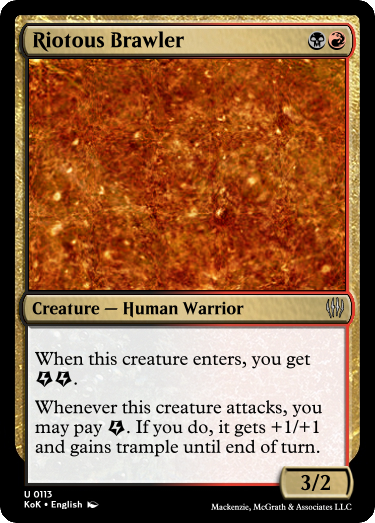 Riotous Brawler
Creature — Human Warrior
When this creature enters, you get
.
Whenever this creature attacks, you
may pay . If you do, it gets +1/+1
and gains trample until end of turn.
3/2
U 0113
KoK • English
Mackenzie, McGrath & Associates LLC